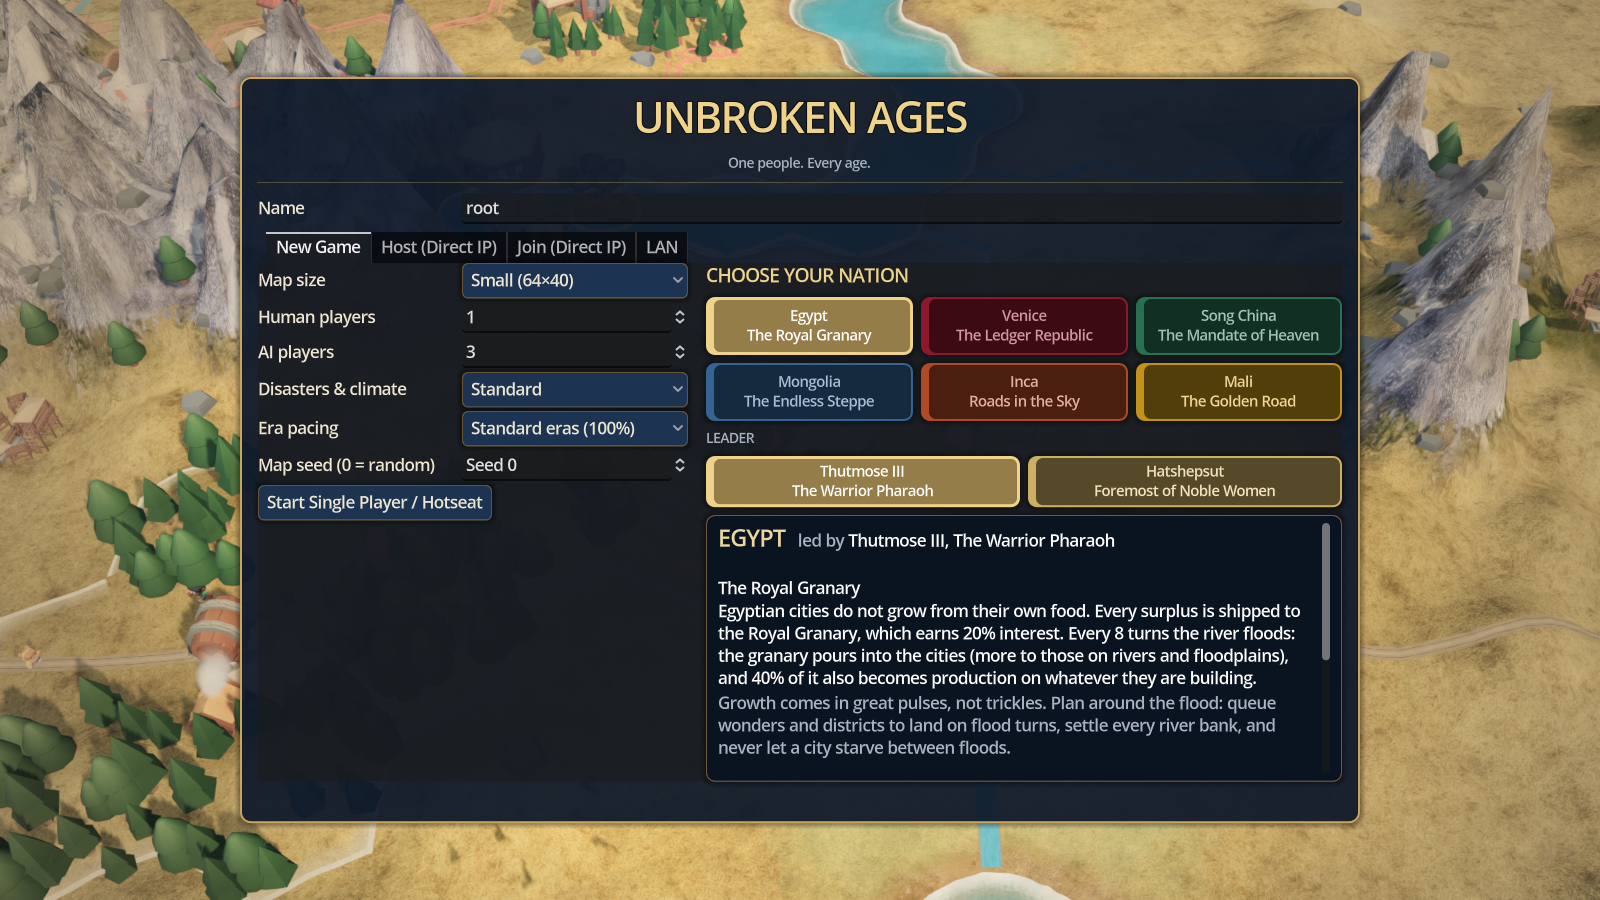 UNBROKEN AGES
One people. Every age.
Name root
New Game Host (Direct IP) Join (Direct IP) LAN
Map size Small (64×40)
Human players 1
AI players 3
Disasters & climate Standard
Era pacing Standard eras (100%)
Map seed (0 = random) Seed 0
Start Single Player / Hotseat
CHOOSE YOUR NATION
Egypt
The Royal Granary
Venice
The Ledger Republic
Song China
The Mandate of Heaven
Mongolia
The Endless Steppe
Inca
Roads in the Sky
Mali
The Golden Road
LEADER
Thutmose III
The Warrior Pharaoh
Hatshepsut
Foremost of Noble Women
EGYPT led by Thutmose III, The Warrior Pharaoh
The Royal Granary
Egyptian cities do not grow from their own food. Every surplus is shipped to
the Royal Granary, which earns 20% interest. Every 8 turns the river floods:
the granary pours into the cities (more to those on rivers and floodplains),
and 40% of it also becomes production on whatever they are building.
Growth comes in great pulses, not trickles. Plan around the flood: queue
wonders and districts to land on flood turns, settle every river bank, and
never let a city starve between floods.